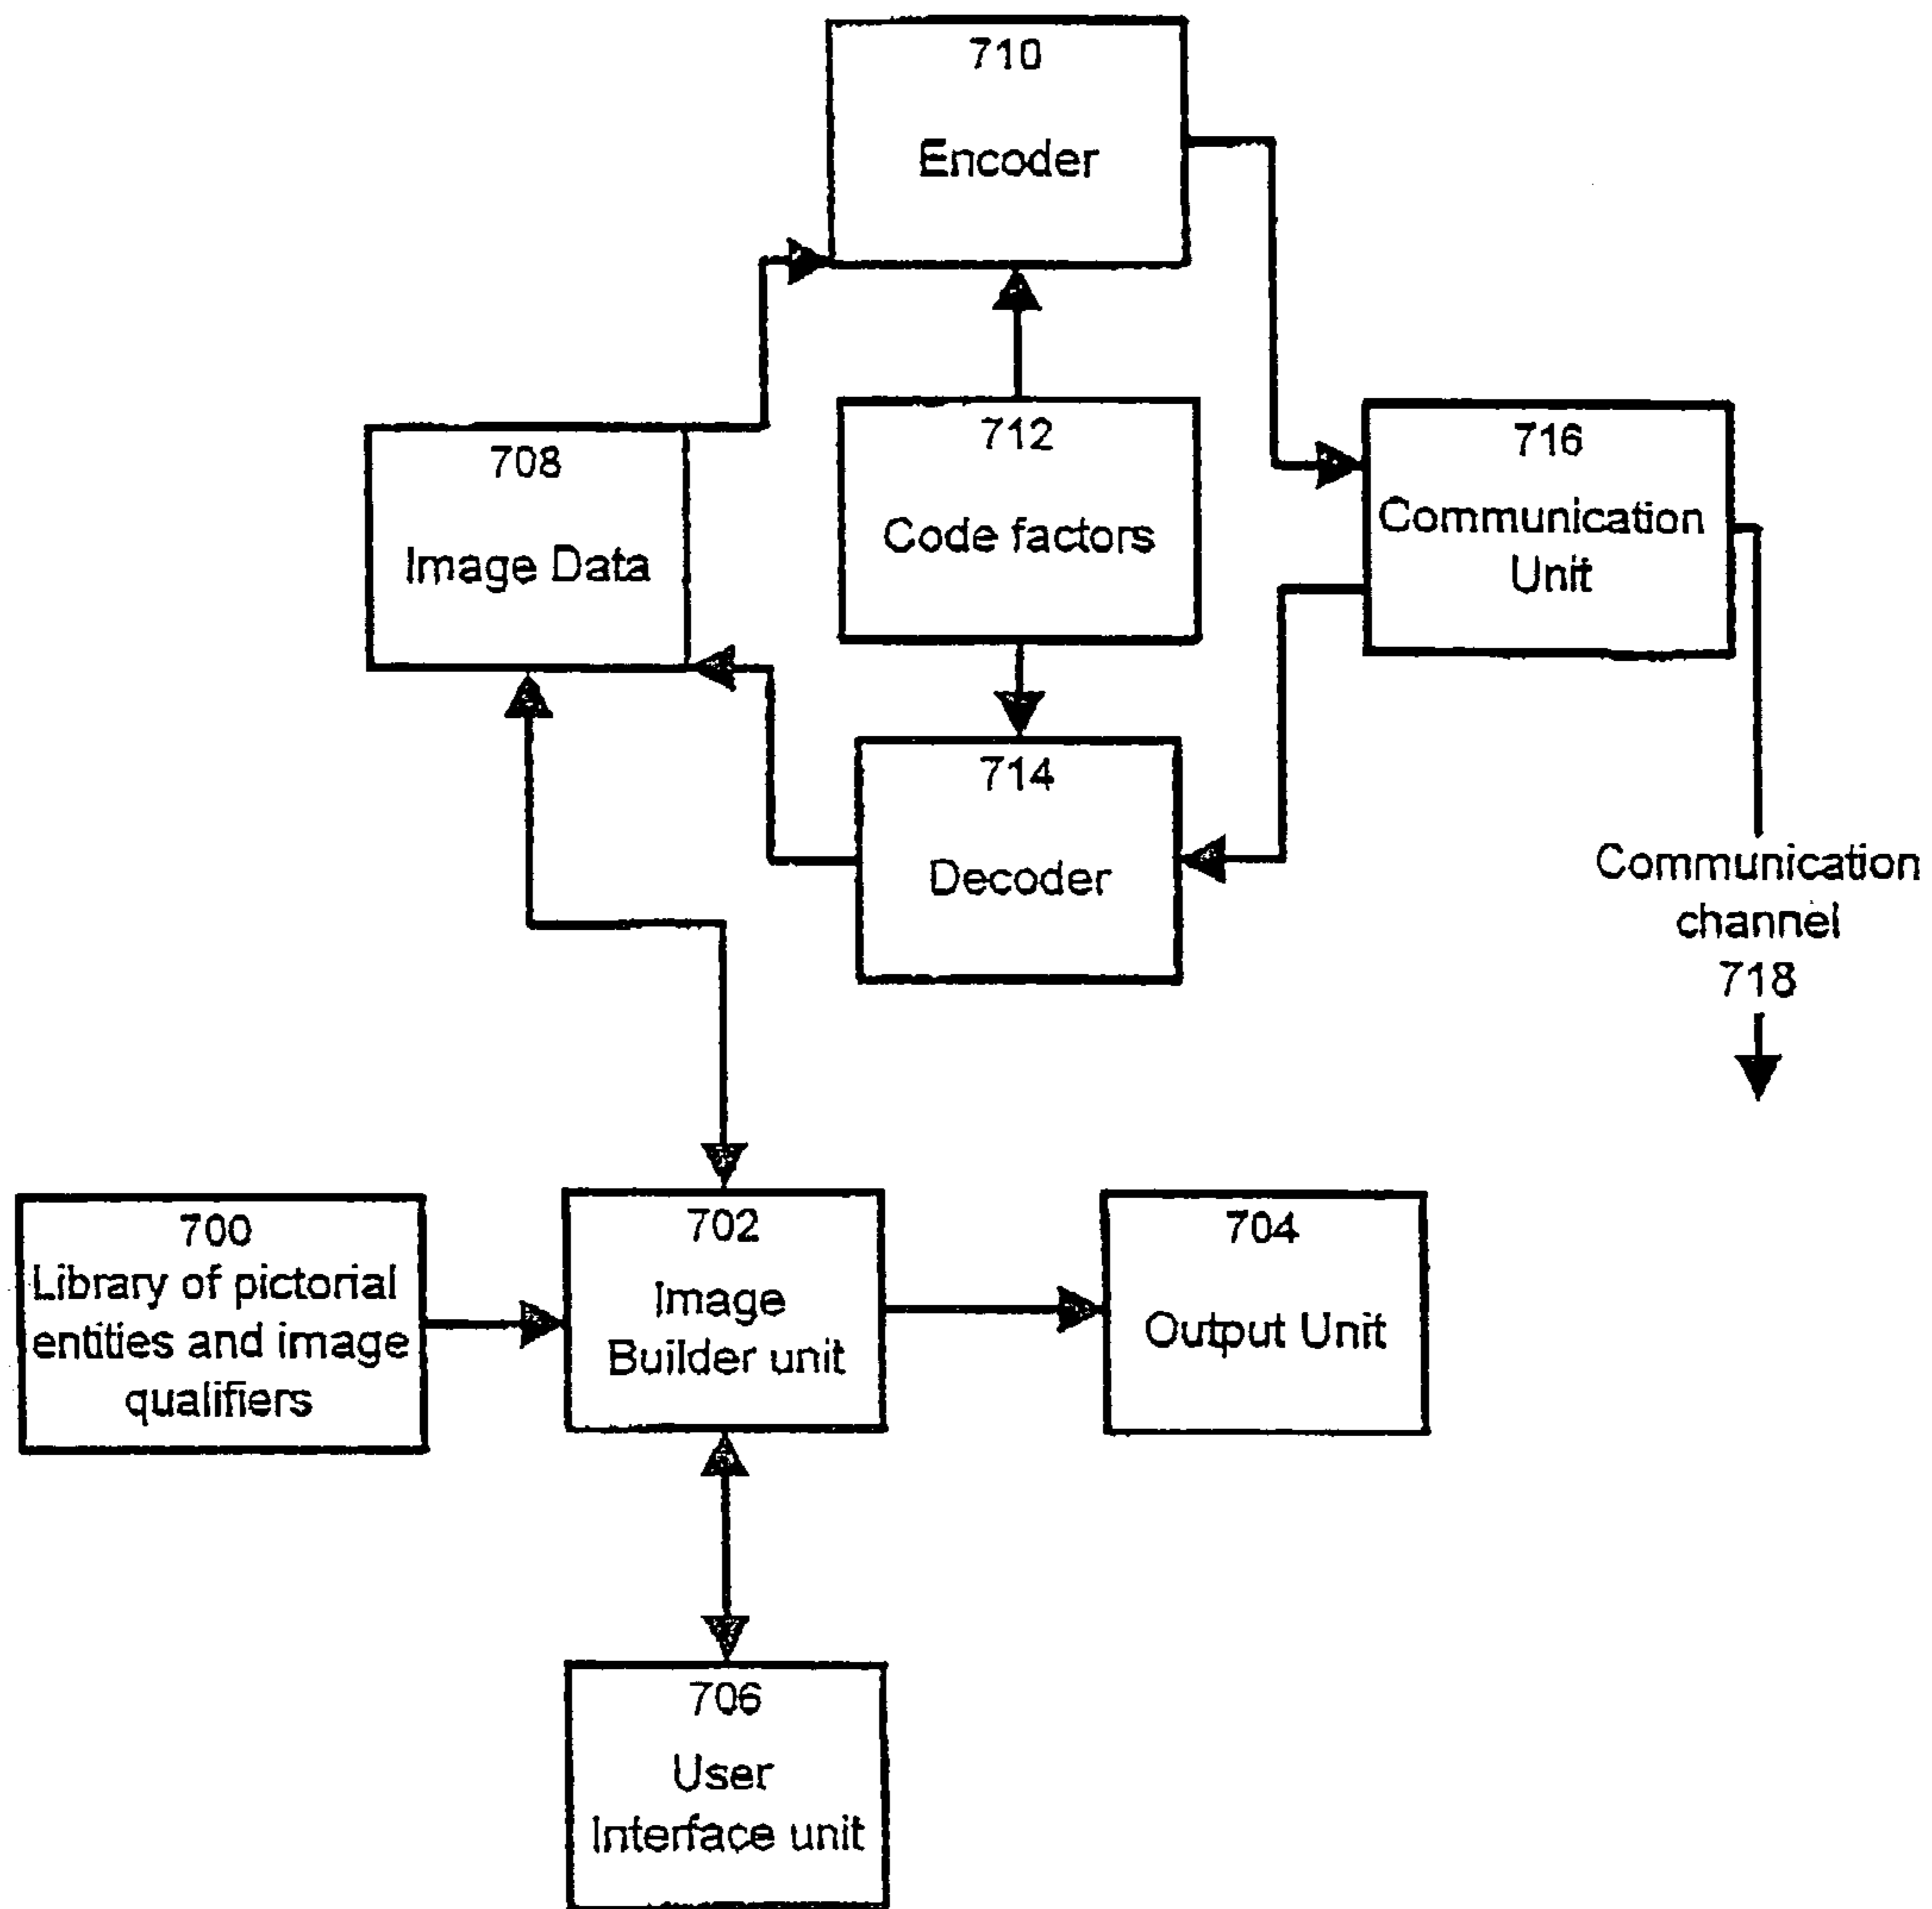 710
Encoder
708
Image Data
712
Code factors
716
Communication
Unit
714
Decoder
Communication
channel
718
700
Library of pictorial
entities and image
qualifiers
702
Image
Builder unit
704
Output Unit
706
User
Interface unit